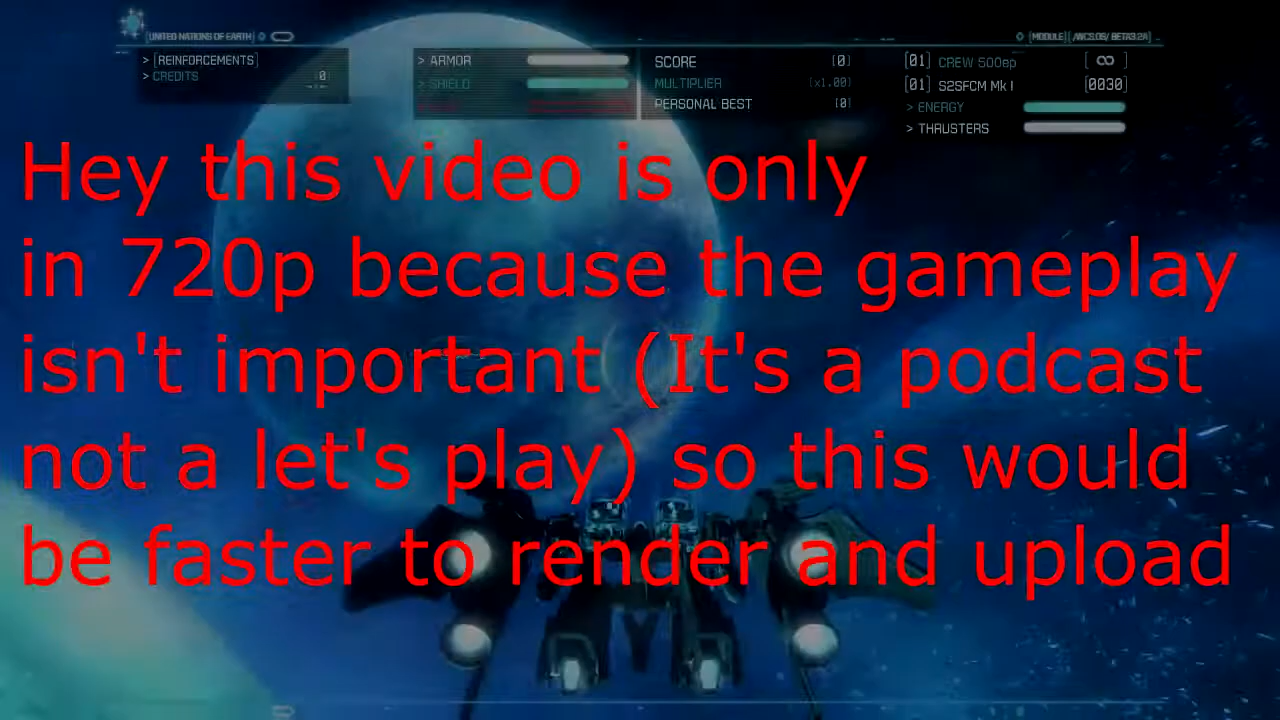 [UNITED NATIONS OF EARTH]
> [REINFORCEMENTS]
> CREDITS [0]
> ARMOR
> SHIELD
SCORE [0]
MULTIPLIER (x1.00)
PERSONAL BEST [0]
[MODULE]
[01] CREW 500ep [∞]
[01] S2SFCM Mk I [0030]
> ENERGY
> THRUSTERS
Hey this video is only
in 720p because the gameplay
isn't important (It's a podcast
not a let's play) so this would
be faster to render and upload